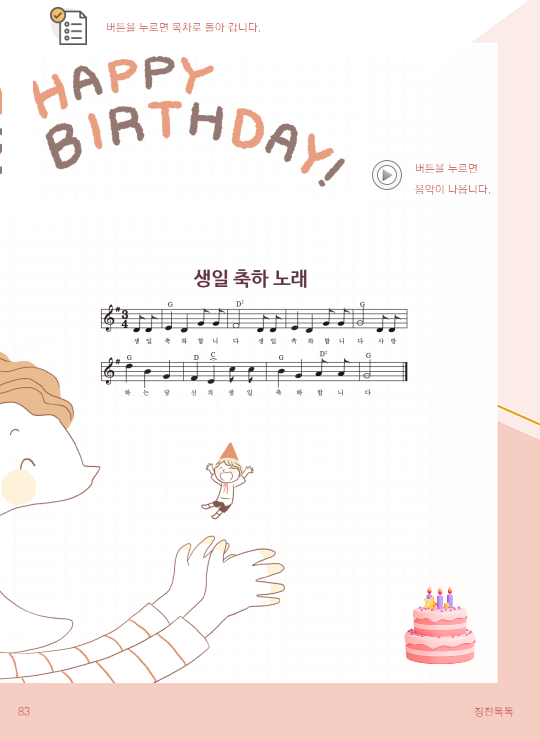 버튼을 누르면 목차로 돌아 갑니다.
HAPPY
BIRTHDAY!
버튼을 누르면
음악이 나옵니다.
생일 축하 노래
G D7 G
3
4
생 일 축 하 합 니 다 생 일 축 하 합 니 다 사 랑
G D C G D7 G
하 는 당 신 의 생 일 축 하 합 니 다
83
칭찬톡톡